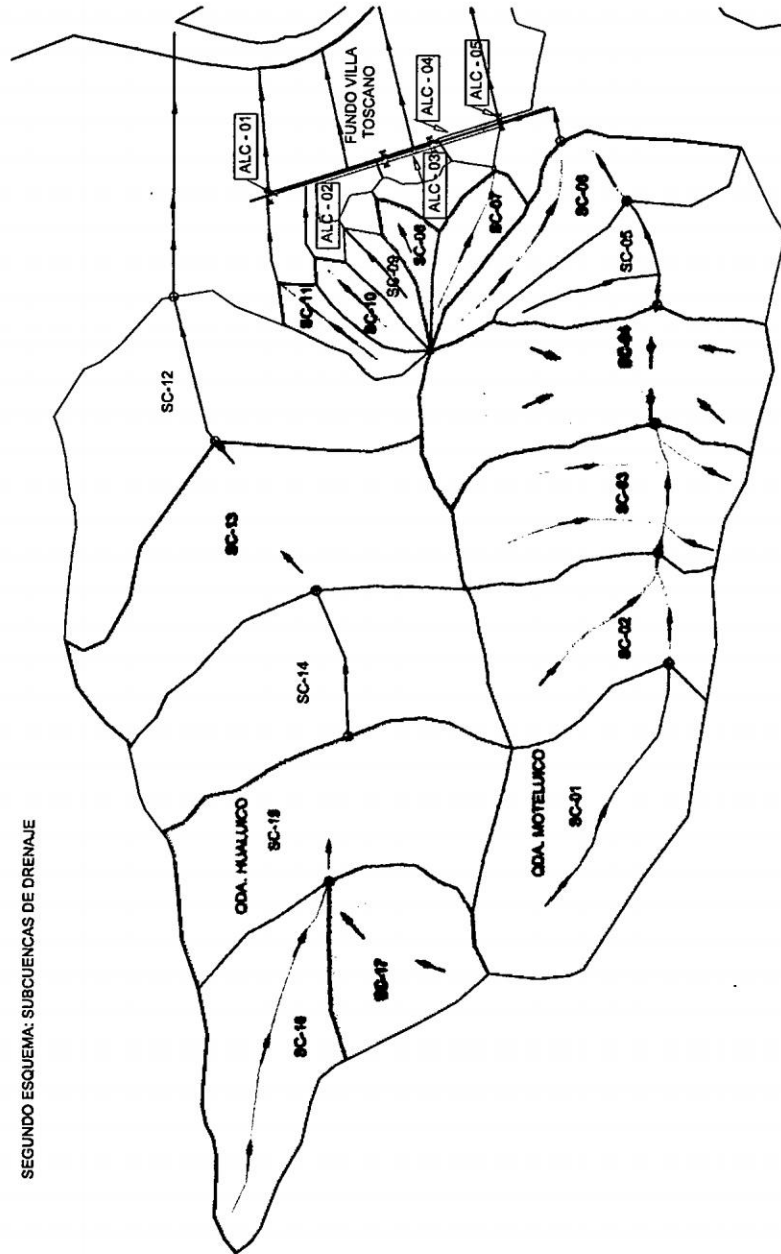 SEGUNDO ESQUEMA: SUBCUENCAS DE DRENAJE
ALC - 01
FUNDO VILLA
TOSCANO
ALC - 02
ALC - 03
ALC - 04
ALC - 05
SC-12
SC-11
SC-10
SC-09
SC-08
SC-07
SC-06
SC-05
SC-04
SC-13
SC-03
SC-14
SC-02
QDA. HUALUICO
SC-15
QDA. MOTELUICO
SC-01
SC-16
SC-17